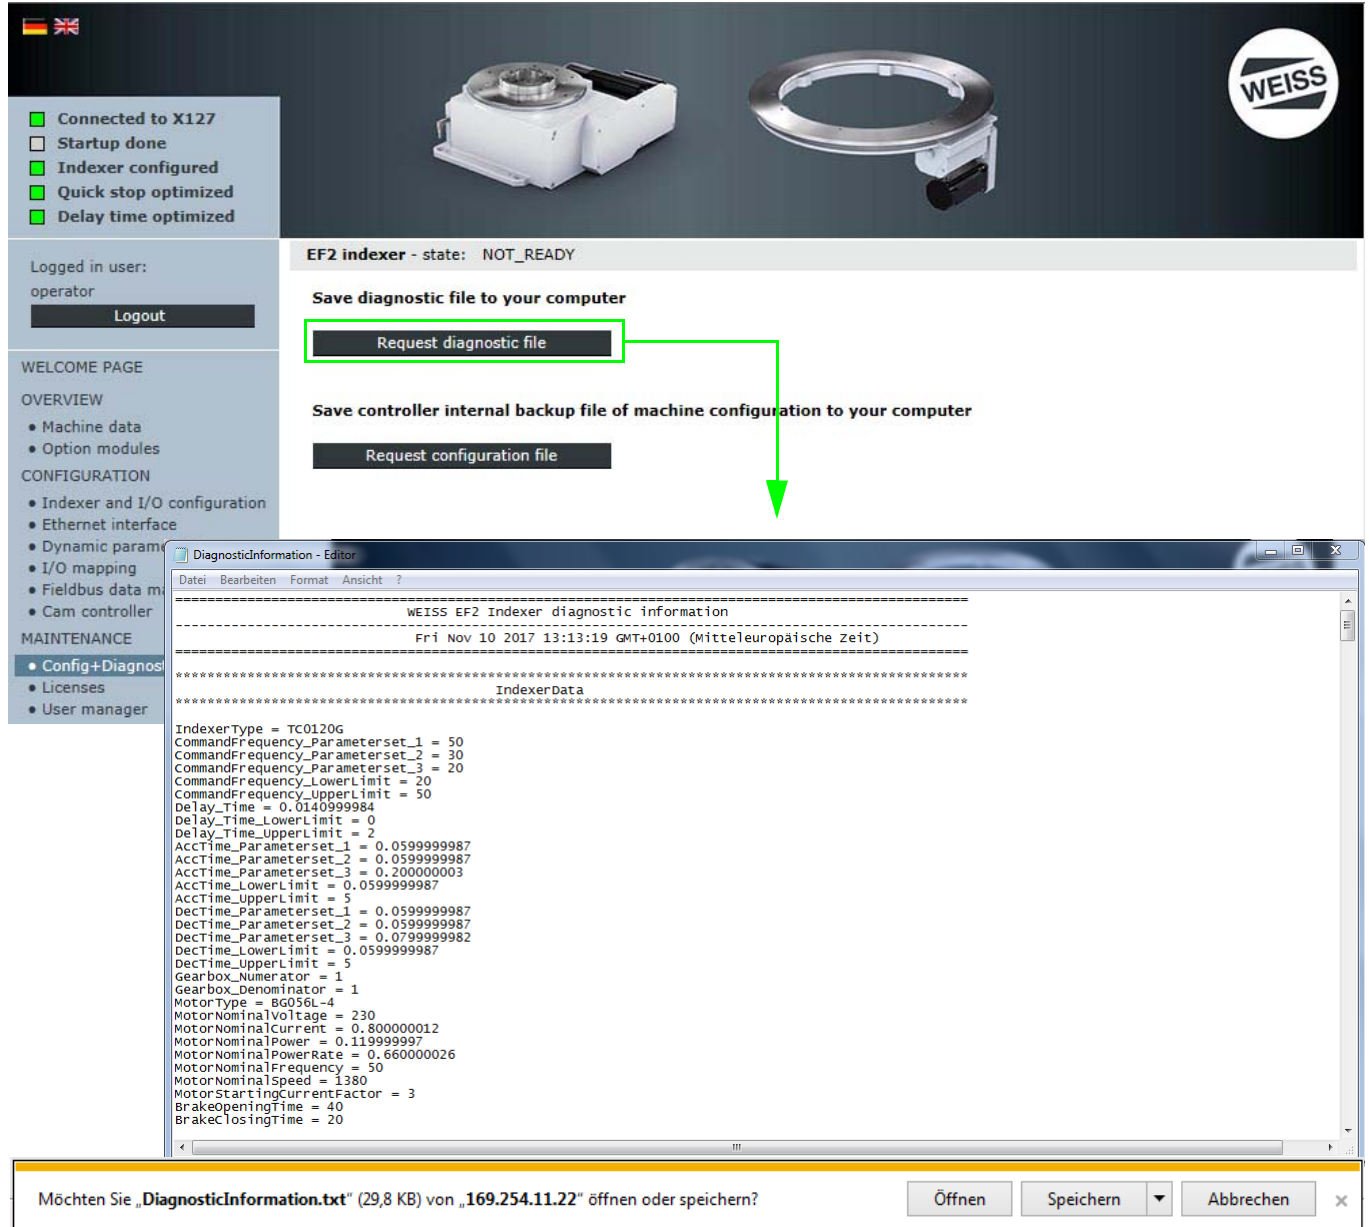 WEISS
Connected to X127
Startup done
Indexer configured
Quick stop optimized
Delay time optimized
Logged in user:
operator
Logout
WELCOME PAGE
OVERVIEW
• Machine data
• Option modules
CONFIGURATION
• Indexer and I/O configuration
• Ethernet interface
• Dynamic parame
• I/O mapping
• Fieldbus data ma
• Cam controller
MAINTENANCE
• Config+Diagnost
• Licenses
• User manager
EF2 indexer - state: NOT_READY
Save diagnostic file to your computer
Request diagnostic file
Save controller internal backup file of machine configuration to your computer
Request configuration file
DiagnosticInformation - Editor
Datei Bearbeiten Format Ansicht ?
WEISS EF2 Indexer diagnostic information
Fri Nov 10 2017 13:13:19 GMT+0100 (Mitteleuropäische Zeit)
IndexerData
IndexerType = TC0120G
CommandFrequency_Parameterset_1 = 50
CommandFrequency_Parameterset_2 = 30
CommandFrequency_Parameterset_3 = 20
CommandFrequency_LowerLimit = 20
CommandFrequency_UpperLimit = 50
Delay_Time = 0.0140999984
Delay_Time_LowerLimit = 0
Delay_Time_UpperLimit = 2
AccTime_Parameterset_1 = 0.0599999987
AccTime_Parameterset_2 = 0.0599999987
AccTime_Parameterset_3 = 0.200000003
AccTime_LowerLimit = 0.0599999987
AccTime_UpperLimit = 5
DecTime_Parameterset_1 = 0.0599999987
DecTime_Parameterset_2 = 0.0599999987
DecTime_Parameterset_3 = 0.0799999982
DecTime_LowerLimit = 0.0599999987
DecTime_UpperLimit = 5
Gearbox_Numerator = 1
Gearbox_Denominator = 1
MotorType = BG056L-4
MotorNominalVoltage = 230
MotorNominalCurrent = 0.800000012
MotorNominalPower = 0.119999997
MotorNominalPowerRate = 0.660000026
MotorNominalFrequency = 50
MotorNominalSpeed = 1380
MotorStartingCurrentFactor = 3
BrakeOpeningTime = 40
BrakeClosingTime = 20
Möchten Sie „DiagnosticInformation.txt“ (29,8 KB) von „169.254.11.22“ öffnen oder speichern?
Öffnen
Speichern
Abbrechen